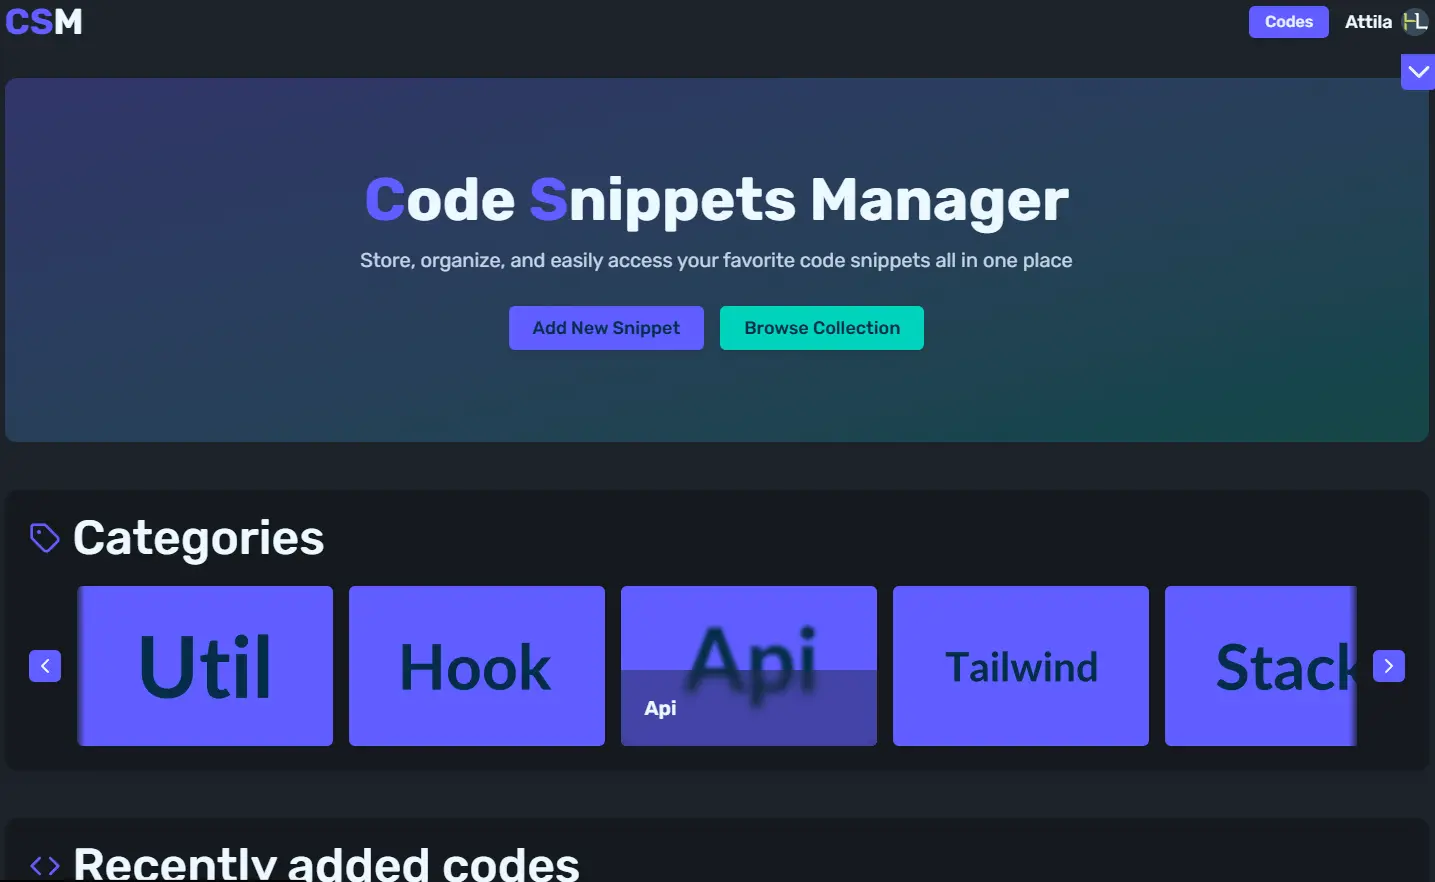 CSM
Codes
Attila
HL
Code Snippets Manager
Store, organize, and easily access your favorite code snippets all in one place
Add New Snippet
Browse Collection
Categories
Util
Hook
Api
Api
Tailwind
Stack
Recently added codes